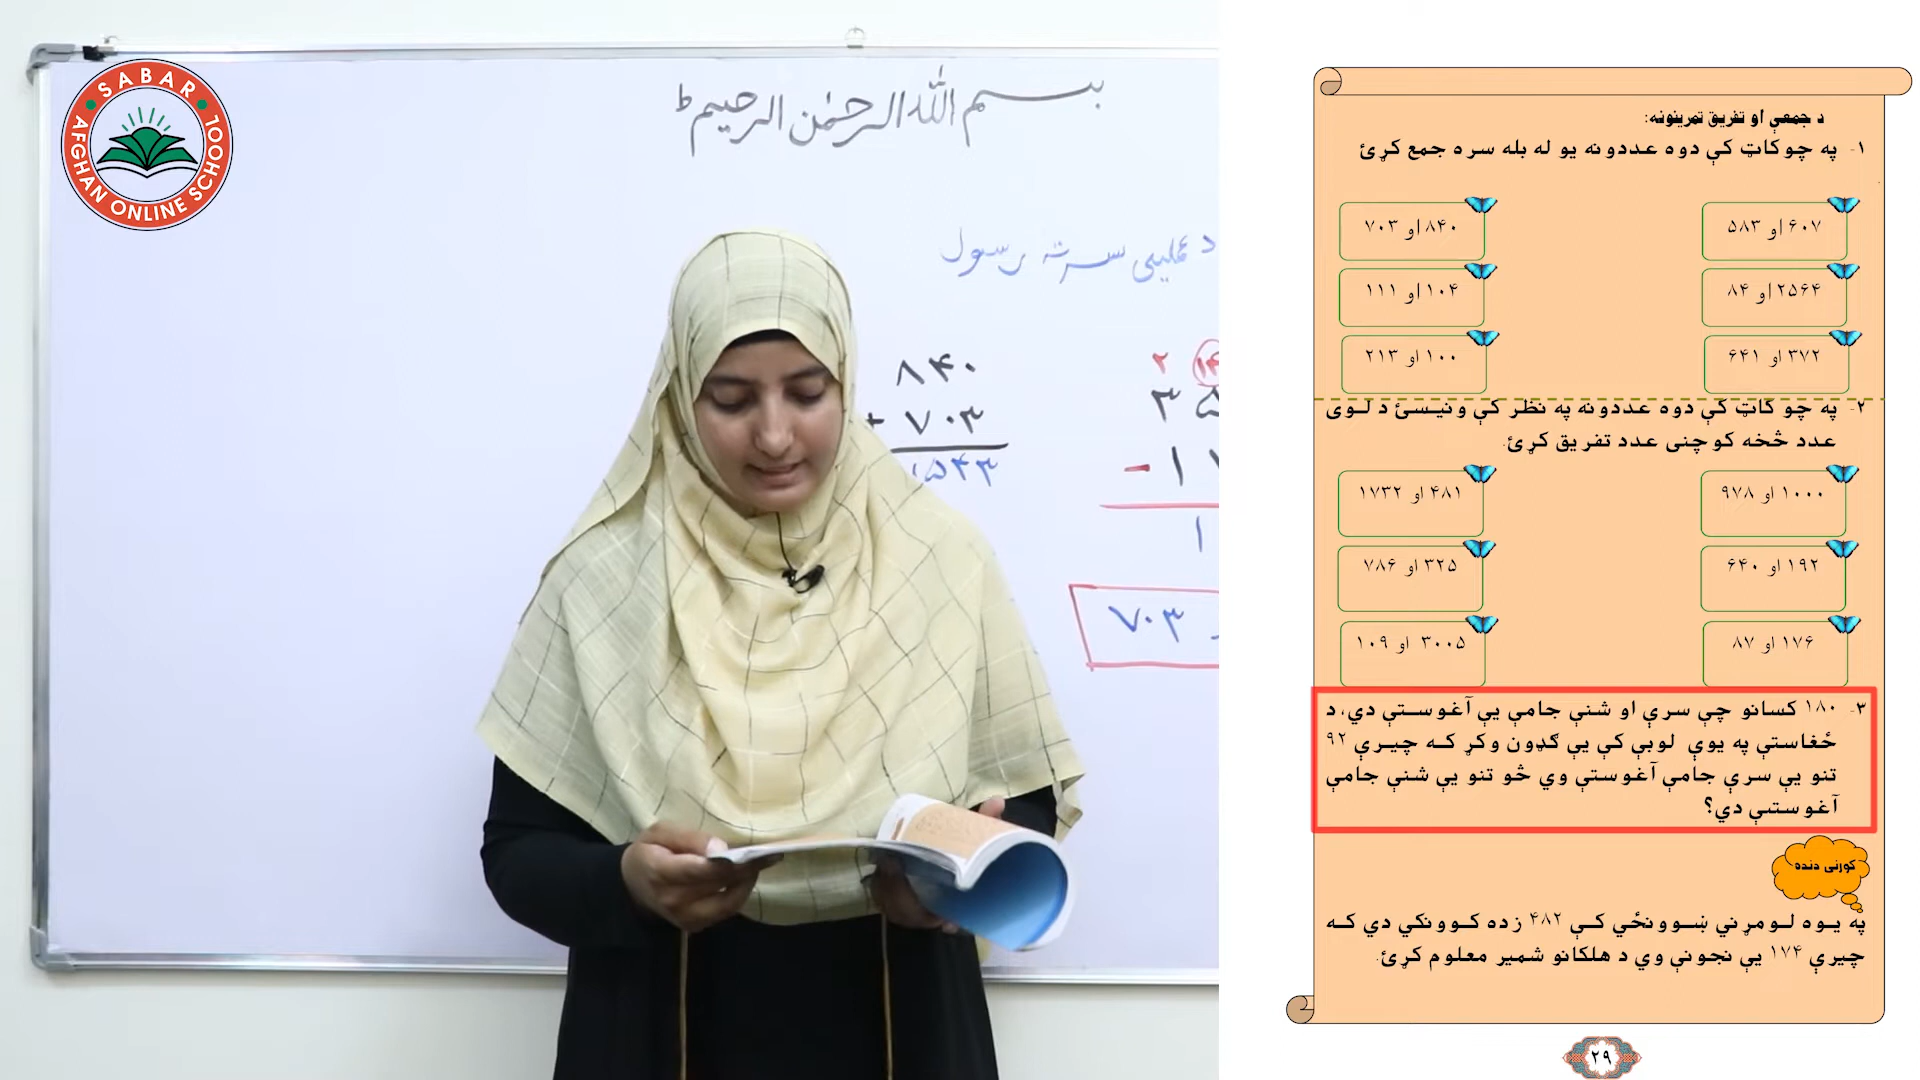 SABAR
AFGHAN ONLINE SCHOOL
بسم الله الرحمن الرحیم
د عملیې سرته رسول
۸۴۰
+ ۷۰۳
۱۵۴۳
۲
۳۵
- ۱
۱
۷۰۳
د جمعې او تفریق تمرینونه:
۱- په چوکاټ کې دوه عددونه یو له بله سره جمع کړئ
۶۰۷ او ۵۸۳
۸۴۰ او ۷۰۳
۲۵۶۴ او ۸۴
۱۰۴ او ۱۱۱
۳۷۲ او ۶۴۱
۱۰۰ او ۲۱۳
۲- په چوکاټ کې دوه عددونه په نظر کې ونیسئ د لوی
عدد څخه کوچنی عدد تفریق کړئ.
۱۰۰۰ او ۹۷۸
۴۸۱ او ۱۷۳۲
۱۹۲ او ۶۴۰
۳۲۵ او ۷۸۶
۱۷۶ او ۸۷
۳۰۰۵ او ۱۰۹
۳- ۱۸۰ کسانو چې سرې او شنې جامې یې آغوستې دي، د
ځغاستې په یوې لوبې کې یې ګډون وکړ که چیرې ۹۲
تنو یې سرې جامې آغوستې وي څو تنو یې شنې جامې
آغوستې دي؟
کورنی دنده
په یوه لومړني ښوونځي کې ۴۸۲ زده کوونکي دي که
چیرې ۱۷۴ یې نجونې وي د هلکانو شمیر معلوم کړئ.
۲۹